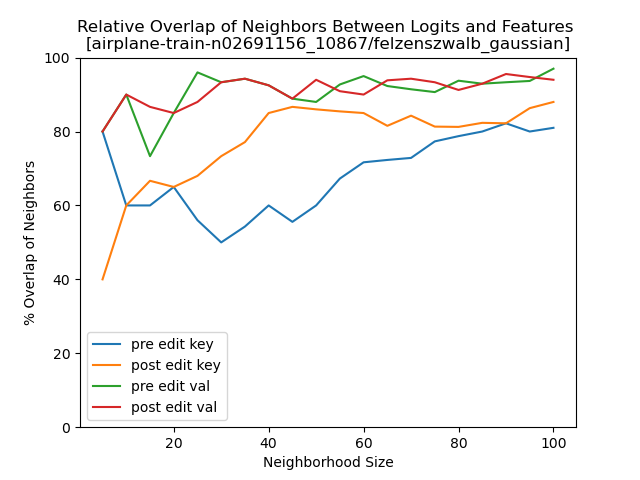 Relative Overlap of Neighbors Between Logits and Features
[airplane-train-n02691156_10867/felzenszwalb_gaussian]
100
80
60
40
20
0
% Overlap of Neighbors
pre edit key
post edit key
pre edit val
post edit val
20 40 60 80 100
Neighborhood Size